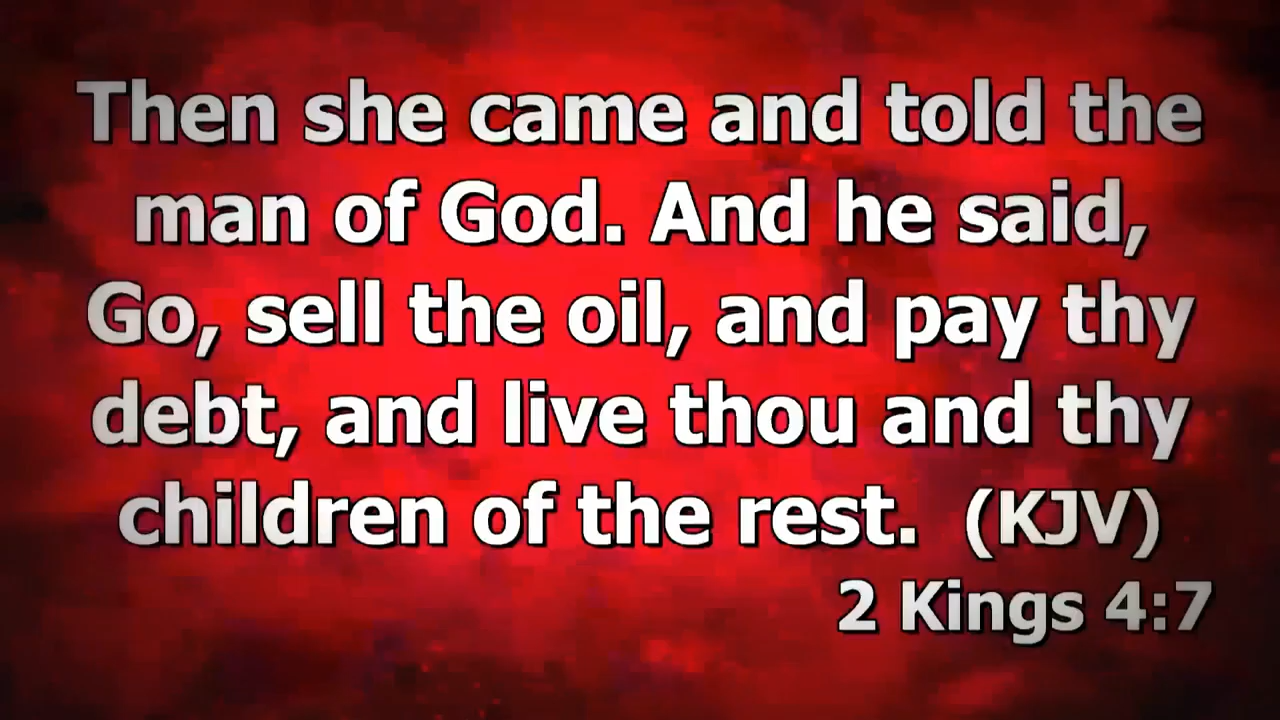 Then she came and told the
man of God. And he said,
Go, sell the oil, and pay thy
debt, and live thou and thy
children of the rest.  (KJV)
2 Kings 4:7